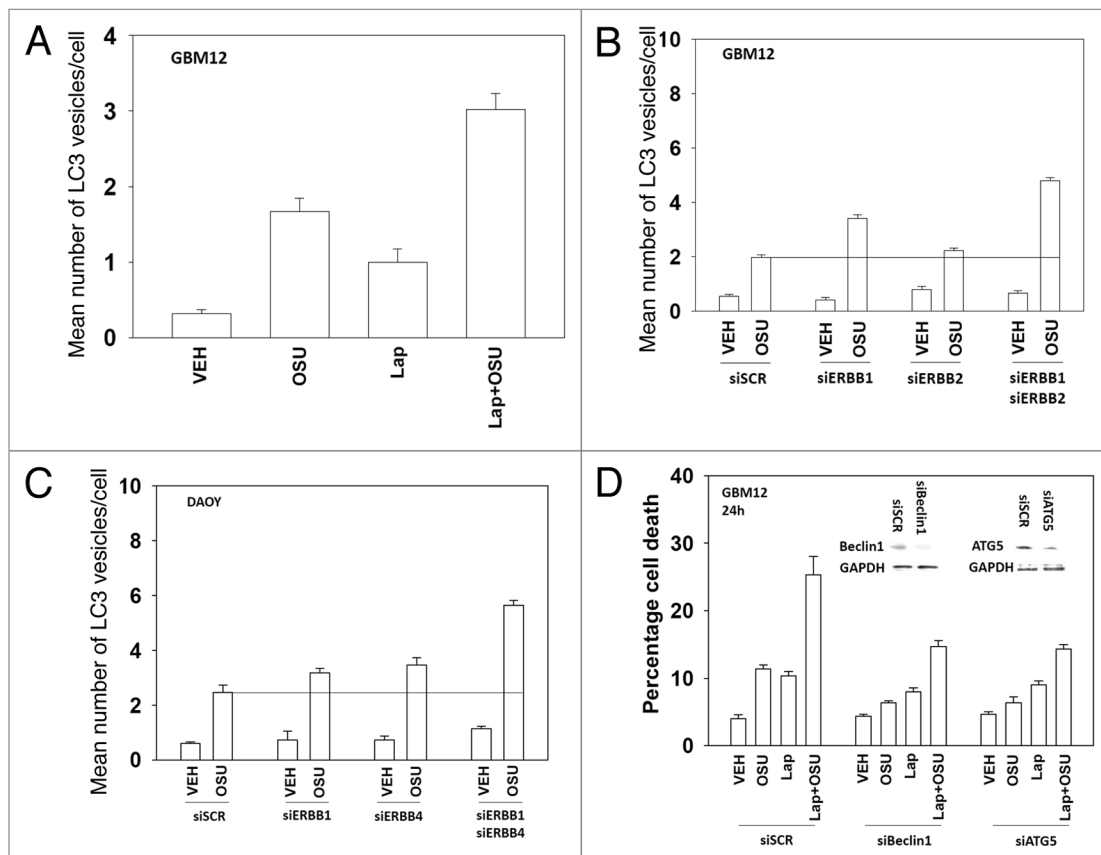 A
GBM12
Mean number of LC3 vesicles/cell
4
3
2
1
0
VEH
OSU
Lap
Lap+OSU
B
GBM12
Mean number of LC3 vesicles/cell
10
8
6
4
2
0
VEH
OSU
VEH
OSU
VEH
OSU
VEH
OSU
siSCR
siERBB1
siERBB2
siERBB1
siERBB2
C
DAOY
Mean number of LC3 vesicles/cell
10
8
6
4
2
0
VEH
OSU
VEH
OSU
VEH
OSU
VEH
OSU
siSCR
siERBB1
siERBB4
siERBB1
siERBB4
D
GBM12
24h
Percentage cell death
40
30
20
10
0
siSCR
siBeclin1
Beclin1
GAPDH
siSCR
siATG5
ATG5
GAPDH
VEH
OSU
Lap
Lap+OSU
VEH
OSU
Lap
Lap+OSU
VEH
OSU
Lap
Lap+OSU
siSCR
siBeclin1
siATG5